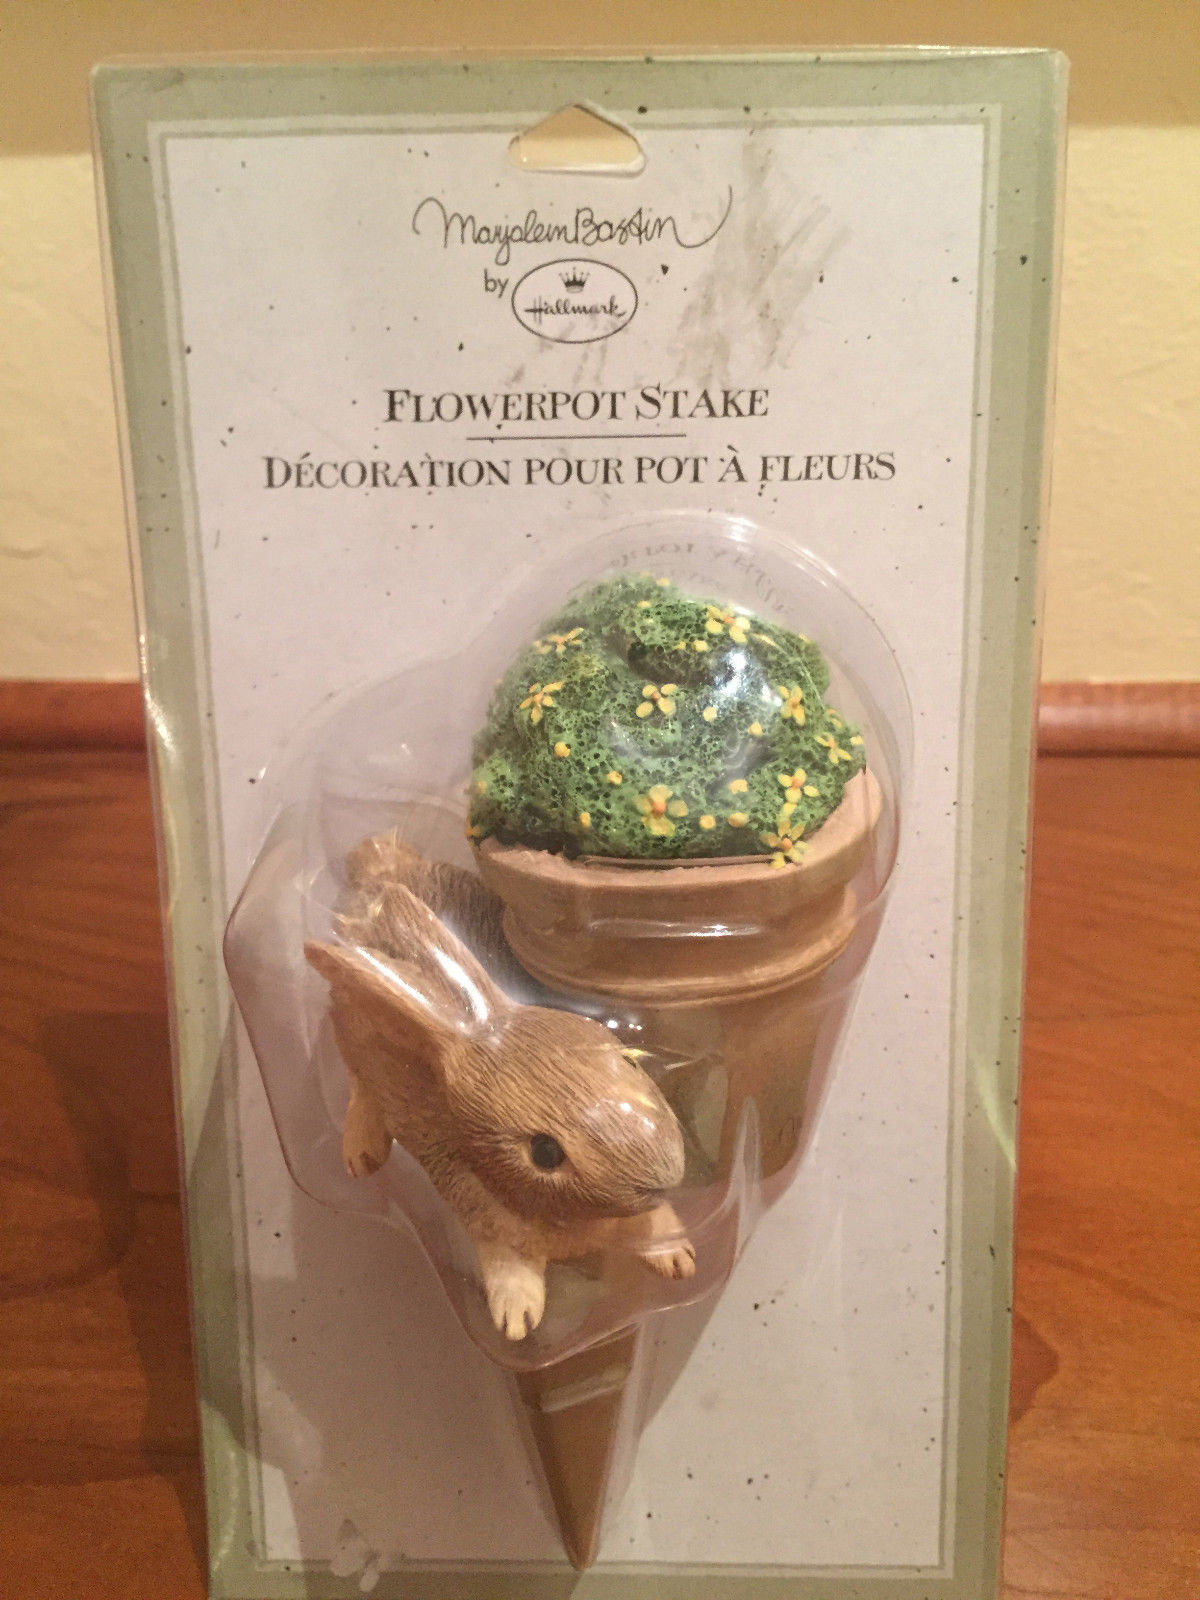 Marjolein Bastin
by Hallmark
FLOWERPOT STAKE
DÉCORATION POUR POT À FLEURS